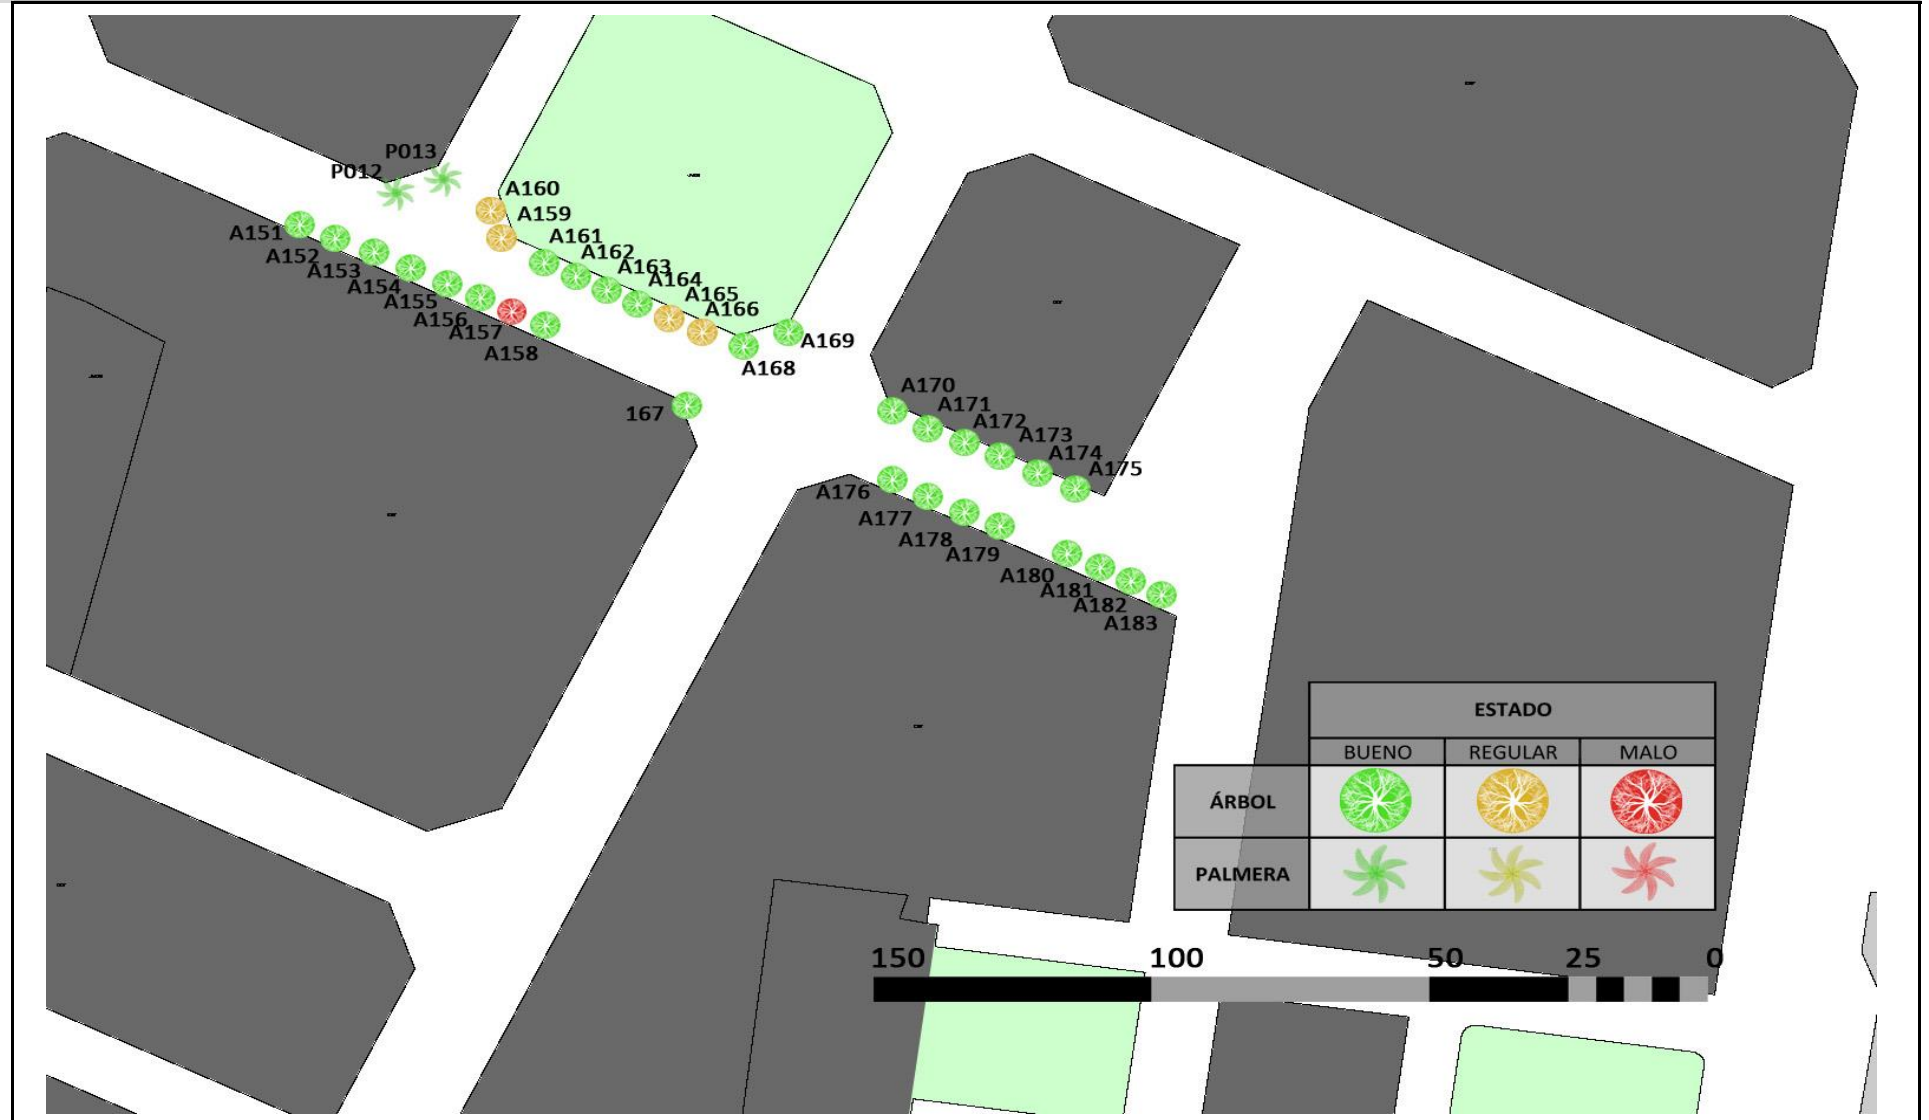 P013
P012
A160
A159
A151
A161
A152
A162
A153
A163
A154
A164
A155
A165
A156
A166
A157
A158
A169
A168
A170
167
A171
A172
A173
A174
A175
A176
A177
A178
A179
A180
A181
A182
A183
ESTADO
BUENO REGULAR MALO
ÁRBOL
PALMERA
150 100 50 25 0